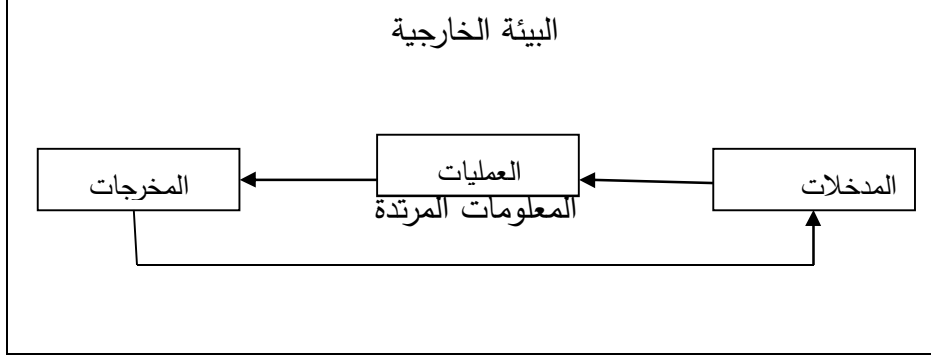 البيئة الخارجية
المدخلات
العمليات
المخرجات
المعلومات المرتدة